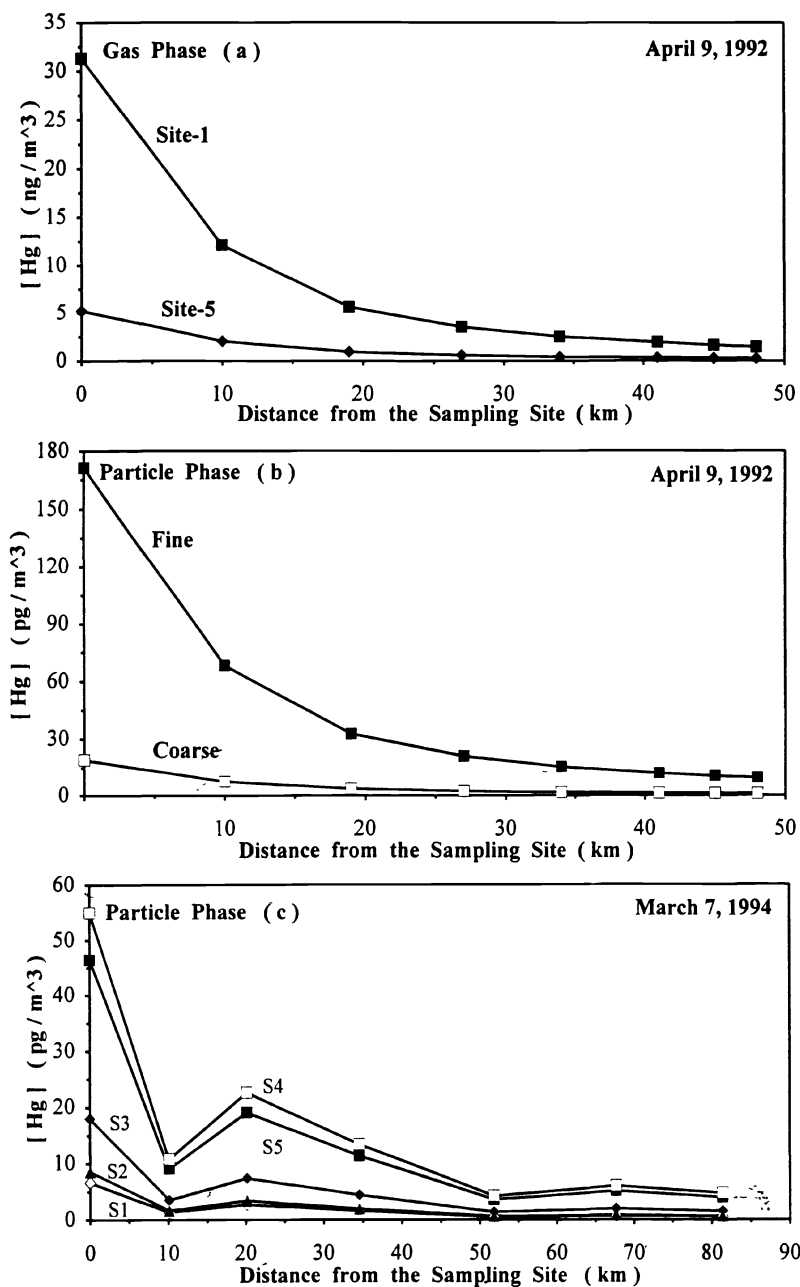 Gas Phase ( a )
April 9, 1992
[ Hg ] ( ng / m^3 )
35
30
25
20
15
10
5
0
Site-1
Site-5
0 10 20 30 40 50
Distance from the Sampling Site ( km )
Particle Phase ( b )
April 9, 1992
[ Hg ] ( pg / m^3 )
180
150
120
90
60
30
0
Fine
Coarse
0 10 20 30 40 50
Distance from the Sampling Site ( km )
Particle Phase ( c )
March 7, 1994
[ Hg ] ( pg / m^3 )
60
50
40
30
20
10
0
S4
S5
S3
S2
S1
0 10 20 30 40 50 60 70 80 90
Distance from the Sampling Site ( km )